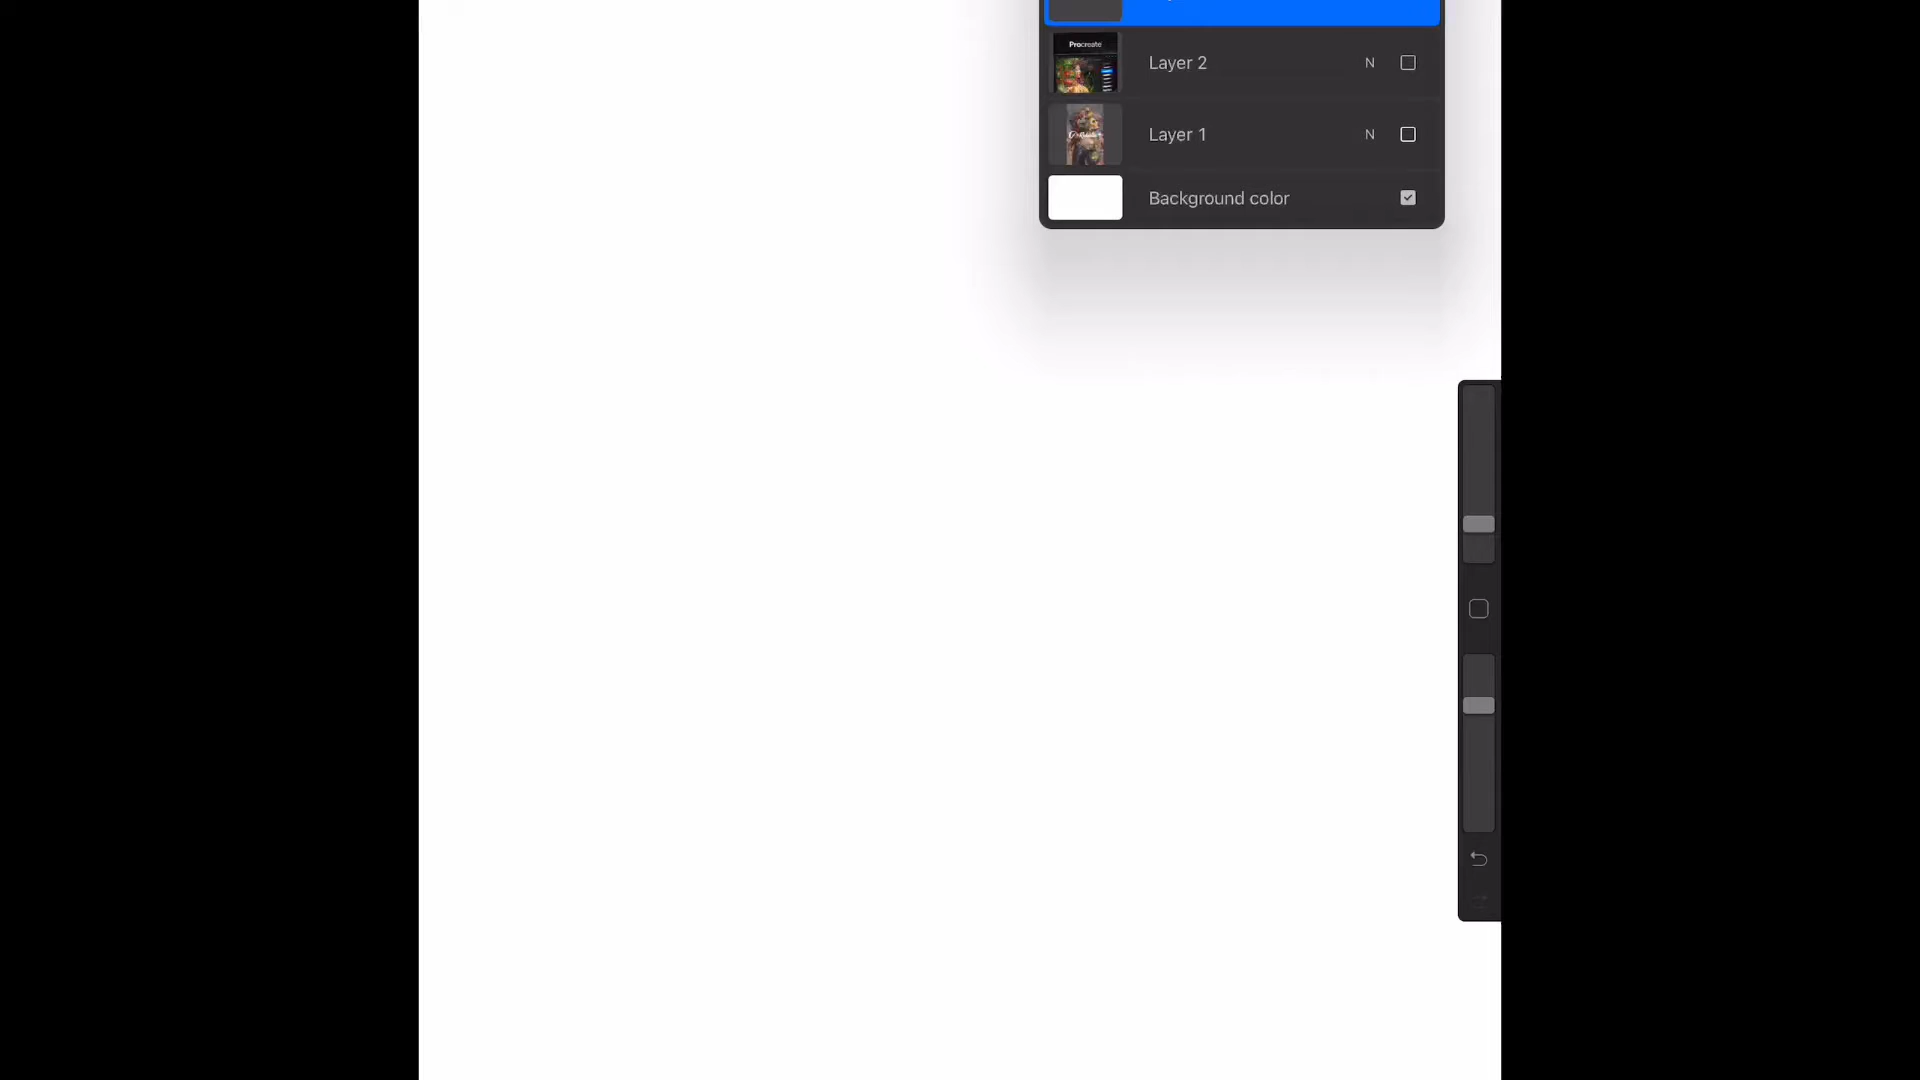 Procreate
Layer 2 N
Layer 1 N
Background color